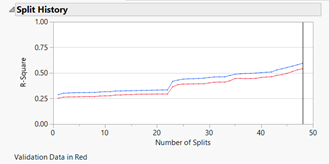 Split History
1.00
0.75
0.50
0.25
0.00
R-Square
0 10 20 30 40 50
Number of Splits
Validation Data in Red